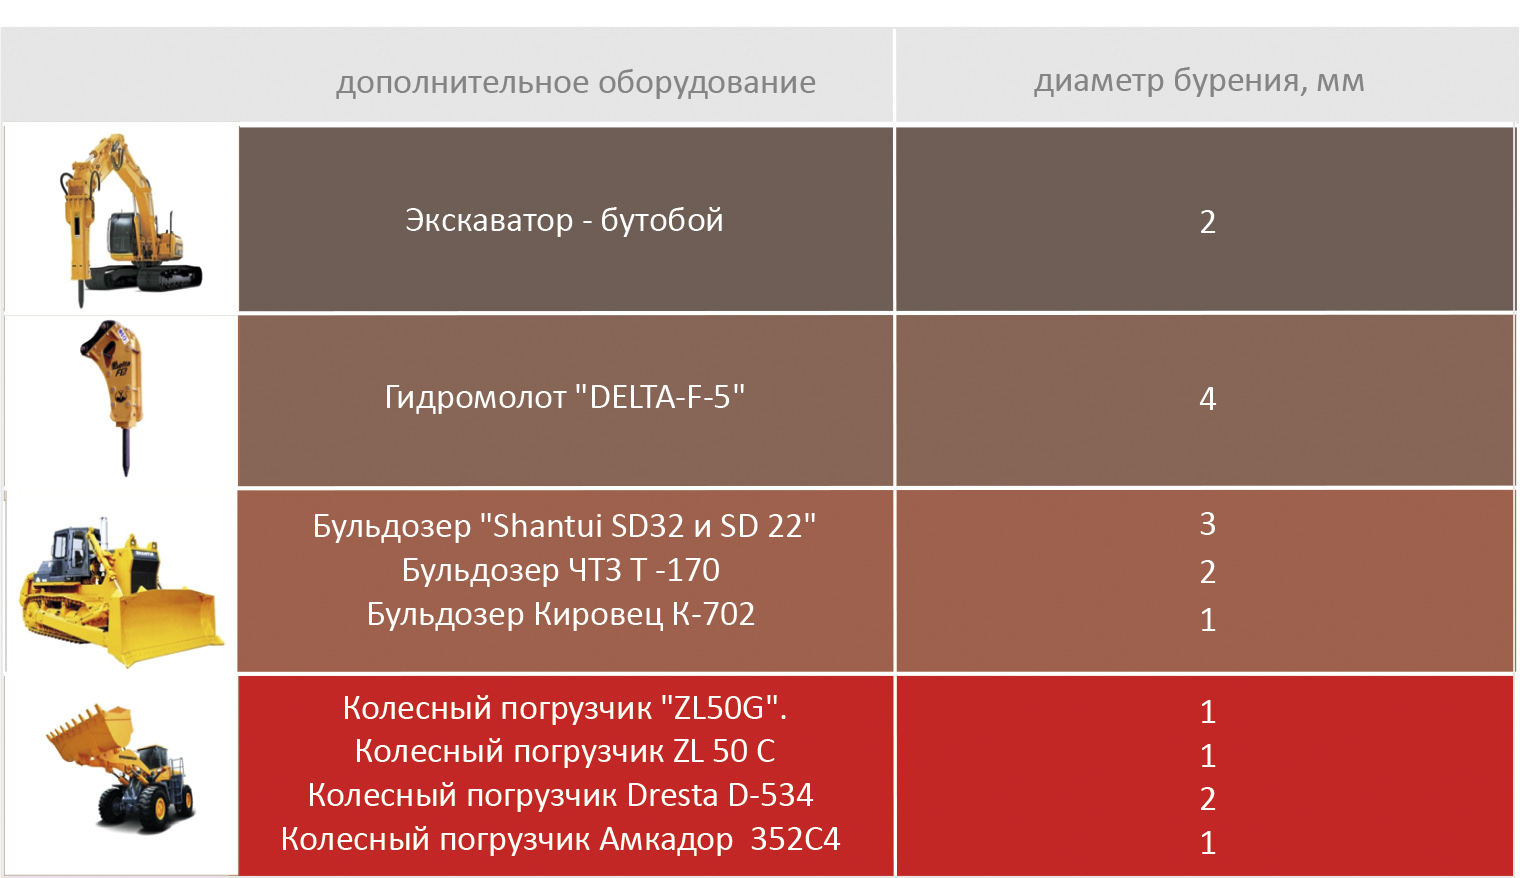 дополнительное оборудование диаметр бурения, мм
Экскаватор - бутобой 2
Гидромолот "DELTA-F-5" 4
Бульдозер "Shantui SD32 и SD 22" 3
Бульдозер ЧТЗ Т -170 2
Бульдозер Кировец К-702 1
Колесный погрузчик "ZL50G". 1
Колесный погрузчик ZL 50 C 1
Колесный погрузчик Dresta D-534 2
Колесный погрузчик Амкадор 352С4 1